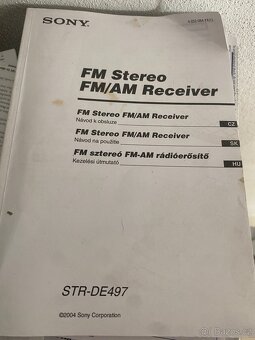 SONY
FM Stereo
FM/AM Receiver
FM Stereo FM/AM Receiver
Návod k obsluze
CZ
FM Stereo FM/AM Receiver
Návod na použitie
SK
FM sztereó FM-AM rádióerősítő
Kezelési útmutató
HU
STR-DE497
©2004 Sony Corporation